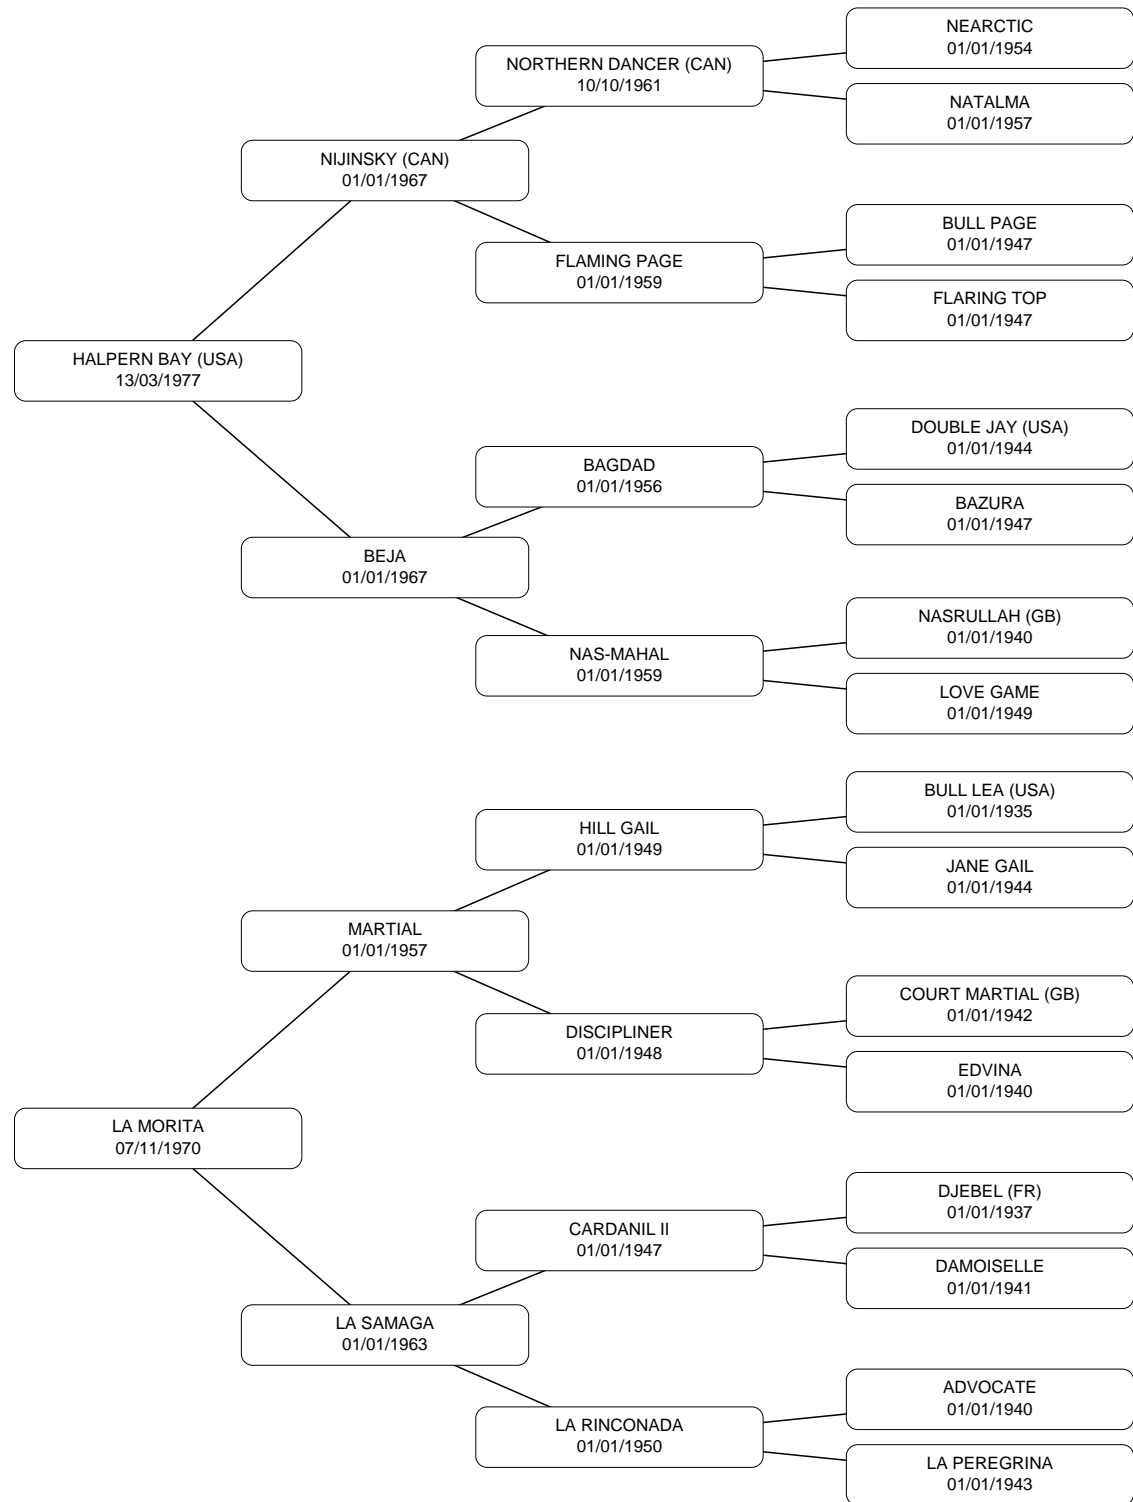 NEARCTIC
01/01/1954
NORTHERN DANCER (CAN)
10/10/1961
NATALMA
01/01/1957
NIJINSKY (CAN)
01/01/1967
BULL PAGE
01/01/1947
FLAMING PAGE
01/01/1959
FLARING TOP
01/01/1947
HALPERN BAY (USA)
13/03/1977
DOUBLE JAY (USA)
01/01/1944
BAGDAD
01/01/1956
BAZURA
01/01/1947
BEJA
01/01/1967
NASRULLAH (GB)
01/01/1940
NAS-MAHAL
01/01/1959
LOVE GAME
01/01/1949
BULL LEA (USA)
01/01/1935
HILL GAIL
01/01/1949
JANE GAIL
01/01/1944
MARTIAL
01/01/1957
COURT MARTIAL (GB)
01/01/1942
DISCIPLINER
01/01/1948
EDVINA
01/01/1940
LA MORITA
07/11/1970
DJEBEL (FR)
01/01/1937
CARDANIL II
01/01/1947
DAMOISELLE
01/01/1941
LA SAMAGA
01/01/1963
ADVOCATE
01/01/1940
LA RINCONADA
01/01/1950
LA PEREGRINA
01/01/1943